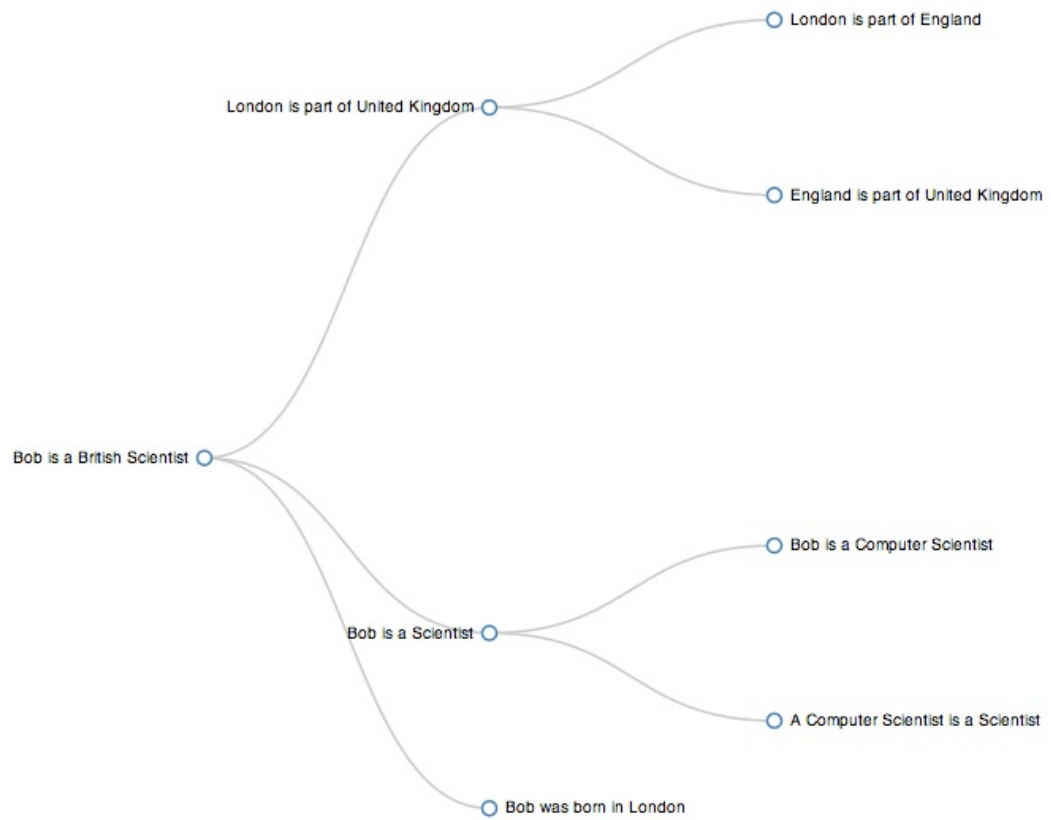 London is part of England
London is part of United Kingdom
England is part of United Kingdom
Bob is a British Scientist
Bob is a Computer Scientist
Bob is a Scientist
A Computer Scientist is a Scientist
Bob was born in London